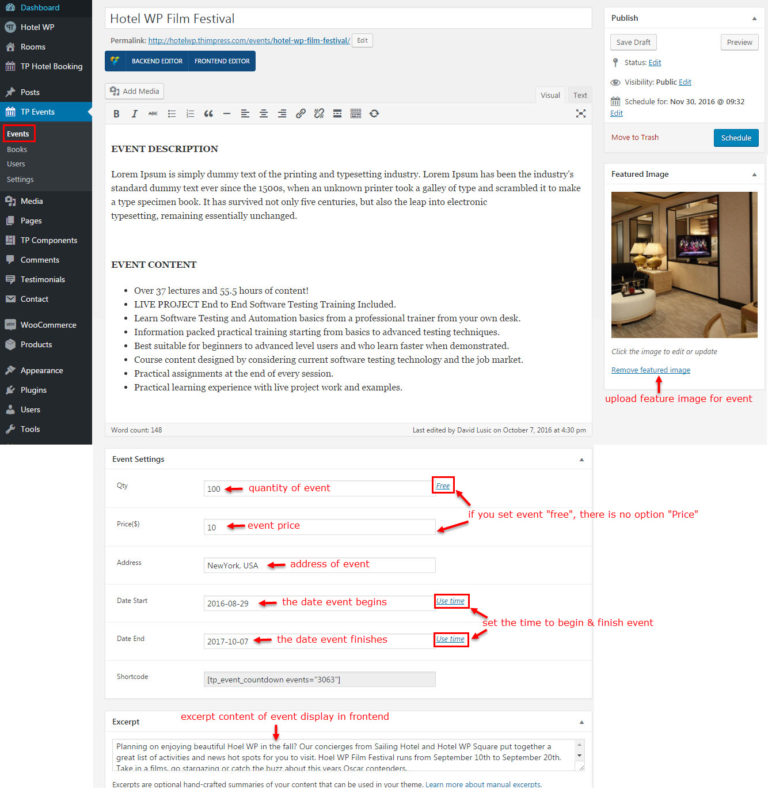 Dashboard
Hotel WP
Rooms
TP Hotel Booking
Posts
TP Events
Events
Books
Users
Settings
Media
Pages
TP Components
Comments
Testimonials
Contact
WooCommerce
Products
Appearance
Plugins
Users
Tools
Hotel WP Film Festival
Permalink: http://hotelwp.thimpress.com/events/hotel-wp-film-festival/ Edit
BACKEND EDITOR FRONTEND EDITOR
Add Media
Visual Text
B I ABC
EVENT DESCRIPTION
Lorem Ipsum is simply dummy text of the printing and typesetting industry. Lorem Ipsum has been the industry's
standard dummy text ever since the 1500s, when an unknown printer took a galley of type and scrambled it to make
a type specimen book. It has survived not only five centuries, but also the leap into electronic
typesetting, remaining essentially unchanged.
EVENT CONTENT
• Over 37 lectures and 55.5 hours of content!
• LIVE PROJECT End to End Software Testing Training Included.
• Learn Software Testing and Automation basics from a professional trainer from your own desk.
• Information packed practical training starting from basics to advanced testing techniques.
• Best suitable for beginners to advanced level users and who learn faster when demonstrated.
• Course content designed by considering current software testing technology and the job market.
• Practical assignments at the end of every session.
• Practical learning experience with live project work and examples.
Word count: 148 Last edited by David Lusic on October 7, 2016 at 4:30 pm
Publish
Save Draft Preview
Status: Edit
Visibility: Public Edit
Schedule for: Nov 30, 2016 @ 09:32
Edit
Move to Trash Schedule
Featured Image
Click the image to edit or update
Remove featured image
upload feature image for event
Event Settings
Qty 100 quantity of event Free
if you set event "free", there is no option "Price"
Price($) 10 event price
Address NewYork, USA address of event
Date Start 2016-08-29 the date event begins Use time
set the time to begin & finish event
Date End 2017-10-07 the date event finishes Use time
Shortcode [tp_event_countdown events="3063"]
excerpt content of event display in frontend
Excerpt
Planning on enjoying beautiful Hoel WP in the fall? Our concierges from Sailing Hotel and Hotel WP Square put together a
great list of activities and news hot spots for you to visit. Hoel WP Film Festival runs from September 10th to September 20th.
Take in a films, go stargazing or catch the buzz about this years Oscar contenders.
Excerpts are optional hand-crafted summaries of your content that can be used in your theme. Learn more about manual excerpts.